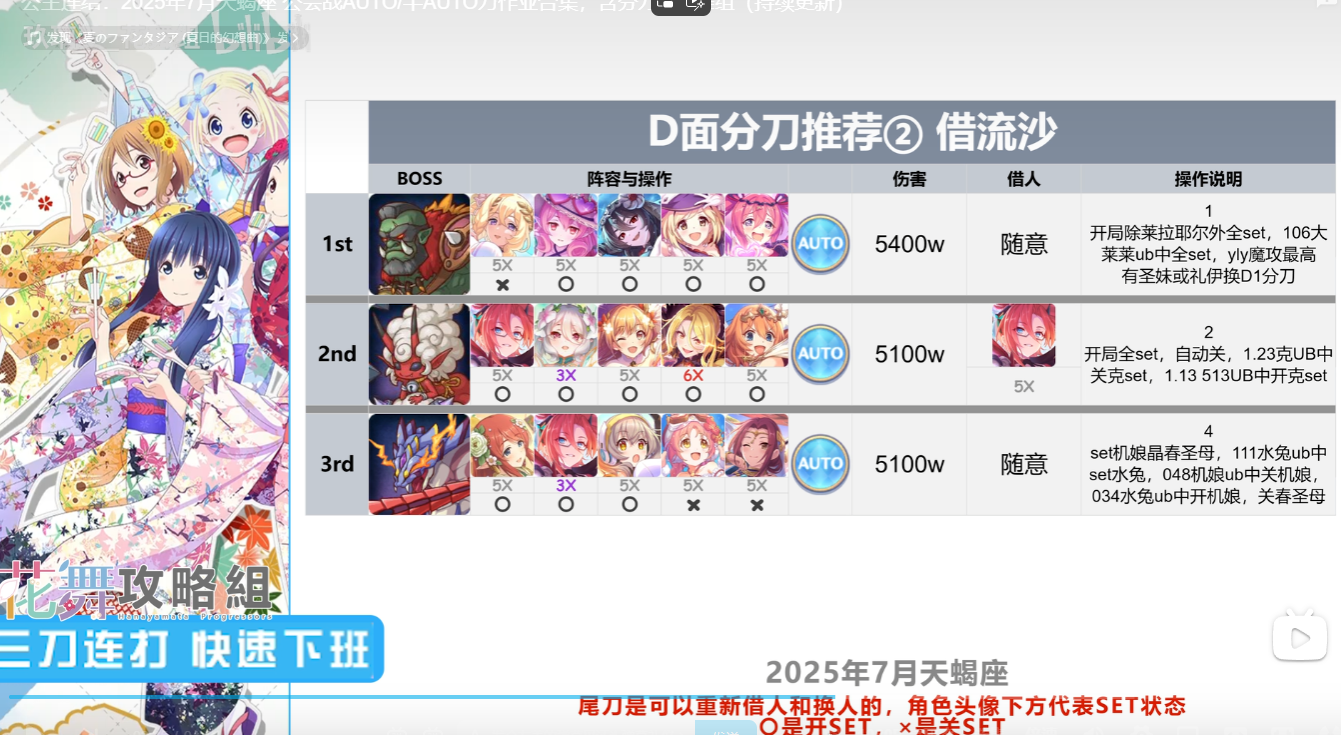 公主连结：2025年7月天蝎座 公会战AUTO/半AUTO刀作业合集，含分刀
组（持续更新）
发现《夏のファンタジア(夏日的幻想曲)》
D面分刀推荐② 借流沙
BOSS 阵容与操作 伤害 借人 操作说明
1st
5X 5X 5X 5X 5X
× O O O O
AUTO
5400w
随意
1
开局除莱拉耶尔外全set，106大
莱莱ub中全set，yly魔攻最高
有圣妹或礼伊换D1分刀
2nd
5X 3X 5X 6X 5X
O O O O O
AUTO
5100w
5X
2
开局全set，自动关，1.23克UB中
关克set，1.13 513UB中开克set
3rd
5X 3X 5X 5X 5X
O O O × ×
AUTO
5100w
随意
4
set机娘晶春圣母，111水兔ub中
set水兔，048机娘ub中关机娘，
034水兔ub中开机娘，关春圣母
花舞攻略組
Hanayamata Progressors
三刀连打 快速下班
2025年7月天蝎座
尾刀是可以重新借人和换人的，角色头像下方代表SET状态
O是开SET，×是关SET